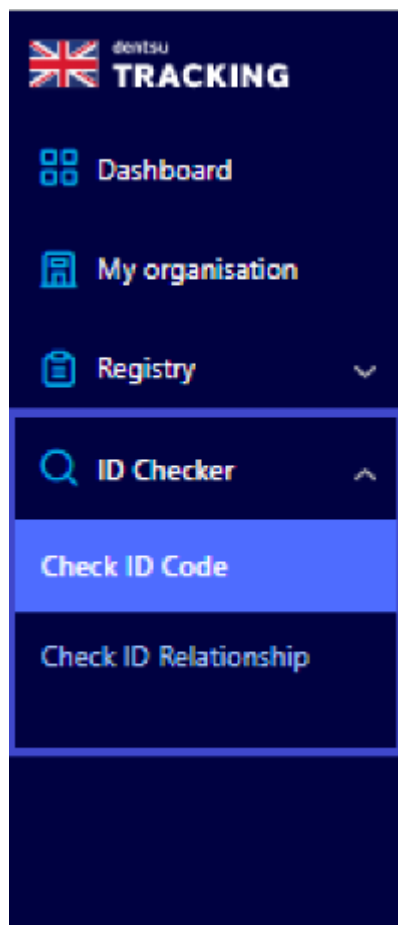 dentsu
TRACKING
Dashboard
My organisation
Registry
ID Checker
Check ID Code
Check ID Relationship